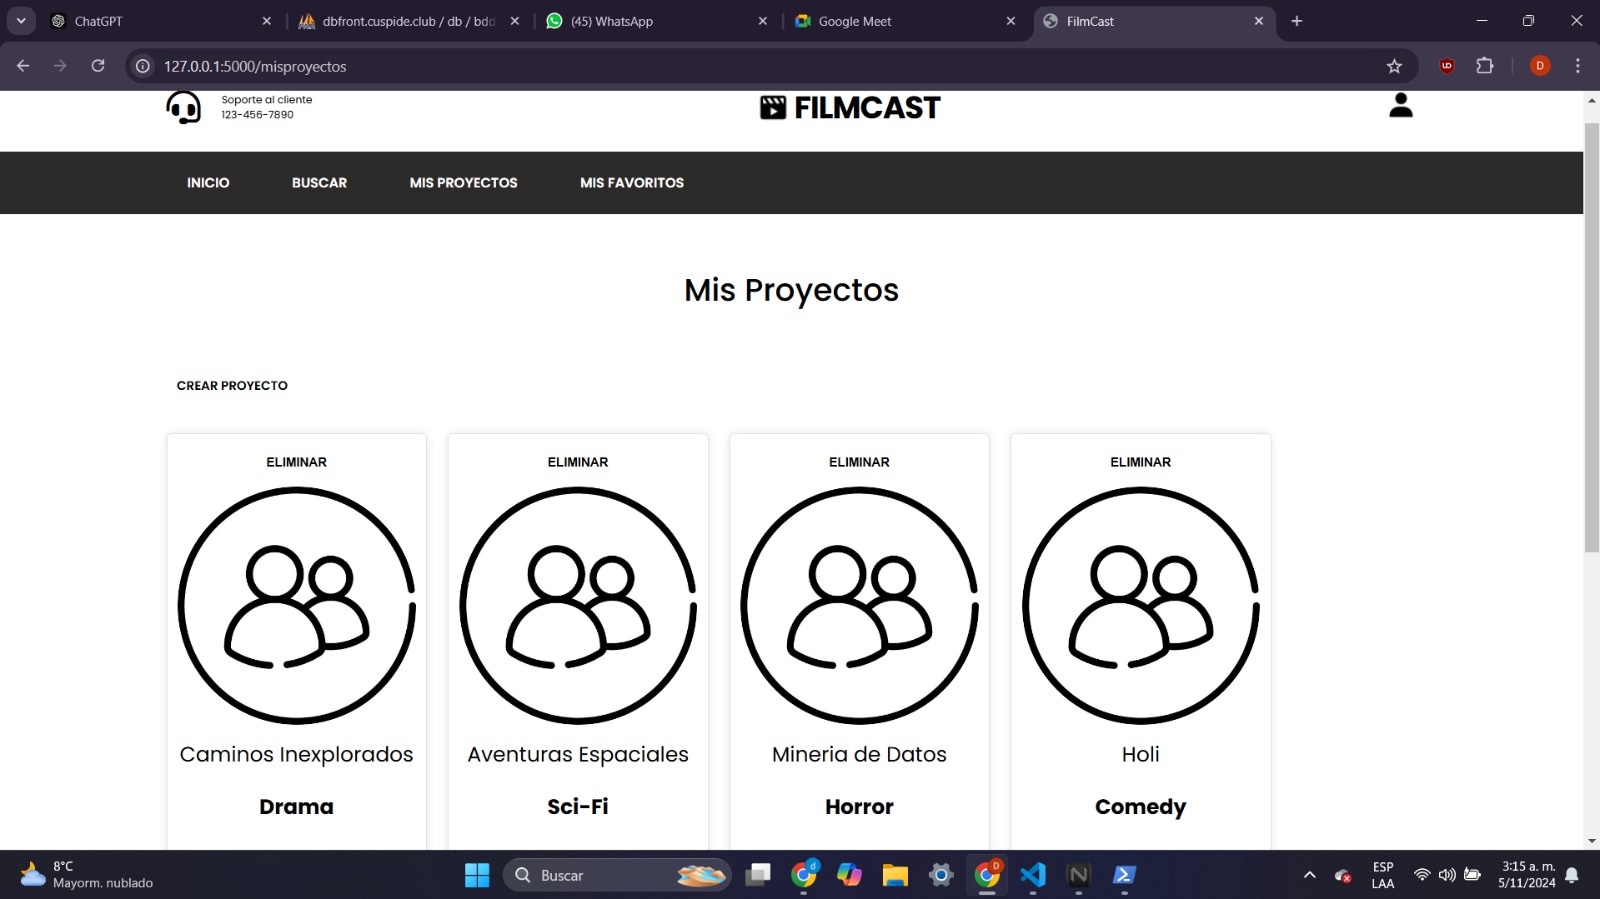 ChatGPT
dbfront.cuspide.club / db / bdd
(45) WhatsApp
Google Meet
FilmCast
127.0.0.1:5000/misproyectos
UD
D
Soporte al cliente
123-456-7890
FILMCAST
INICIO
BUSCAR
MIS PROYECTOS
MIS FAVORITOS
Mis Proyectos
CREAR PROYECTO
ELIMINAR
ELIMINAR
ELIMINAR
ELIMINAR
Caminos Inexplorados
Aventuras Espaciales
Mineria de Datos
Holi
Drama
Sci-Fi
Horror
Comedy
8°C
Mayorm. nublado
Buscar
d
D
N
ESP
LAA
3:15 a. m.
5/11/2024